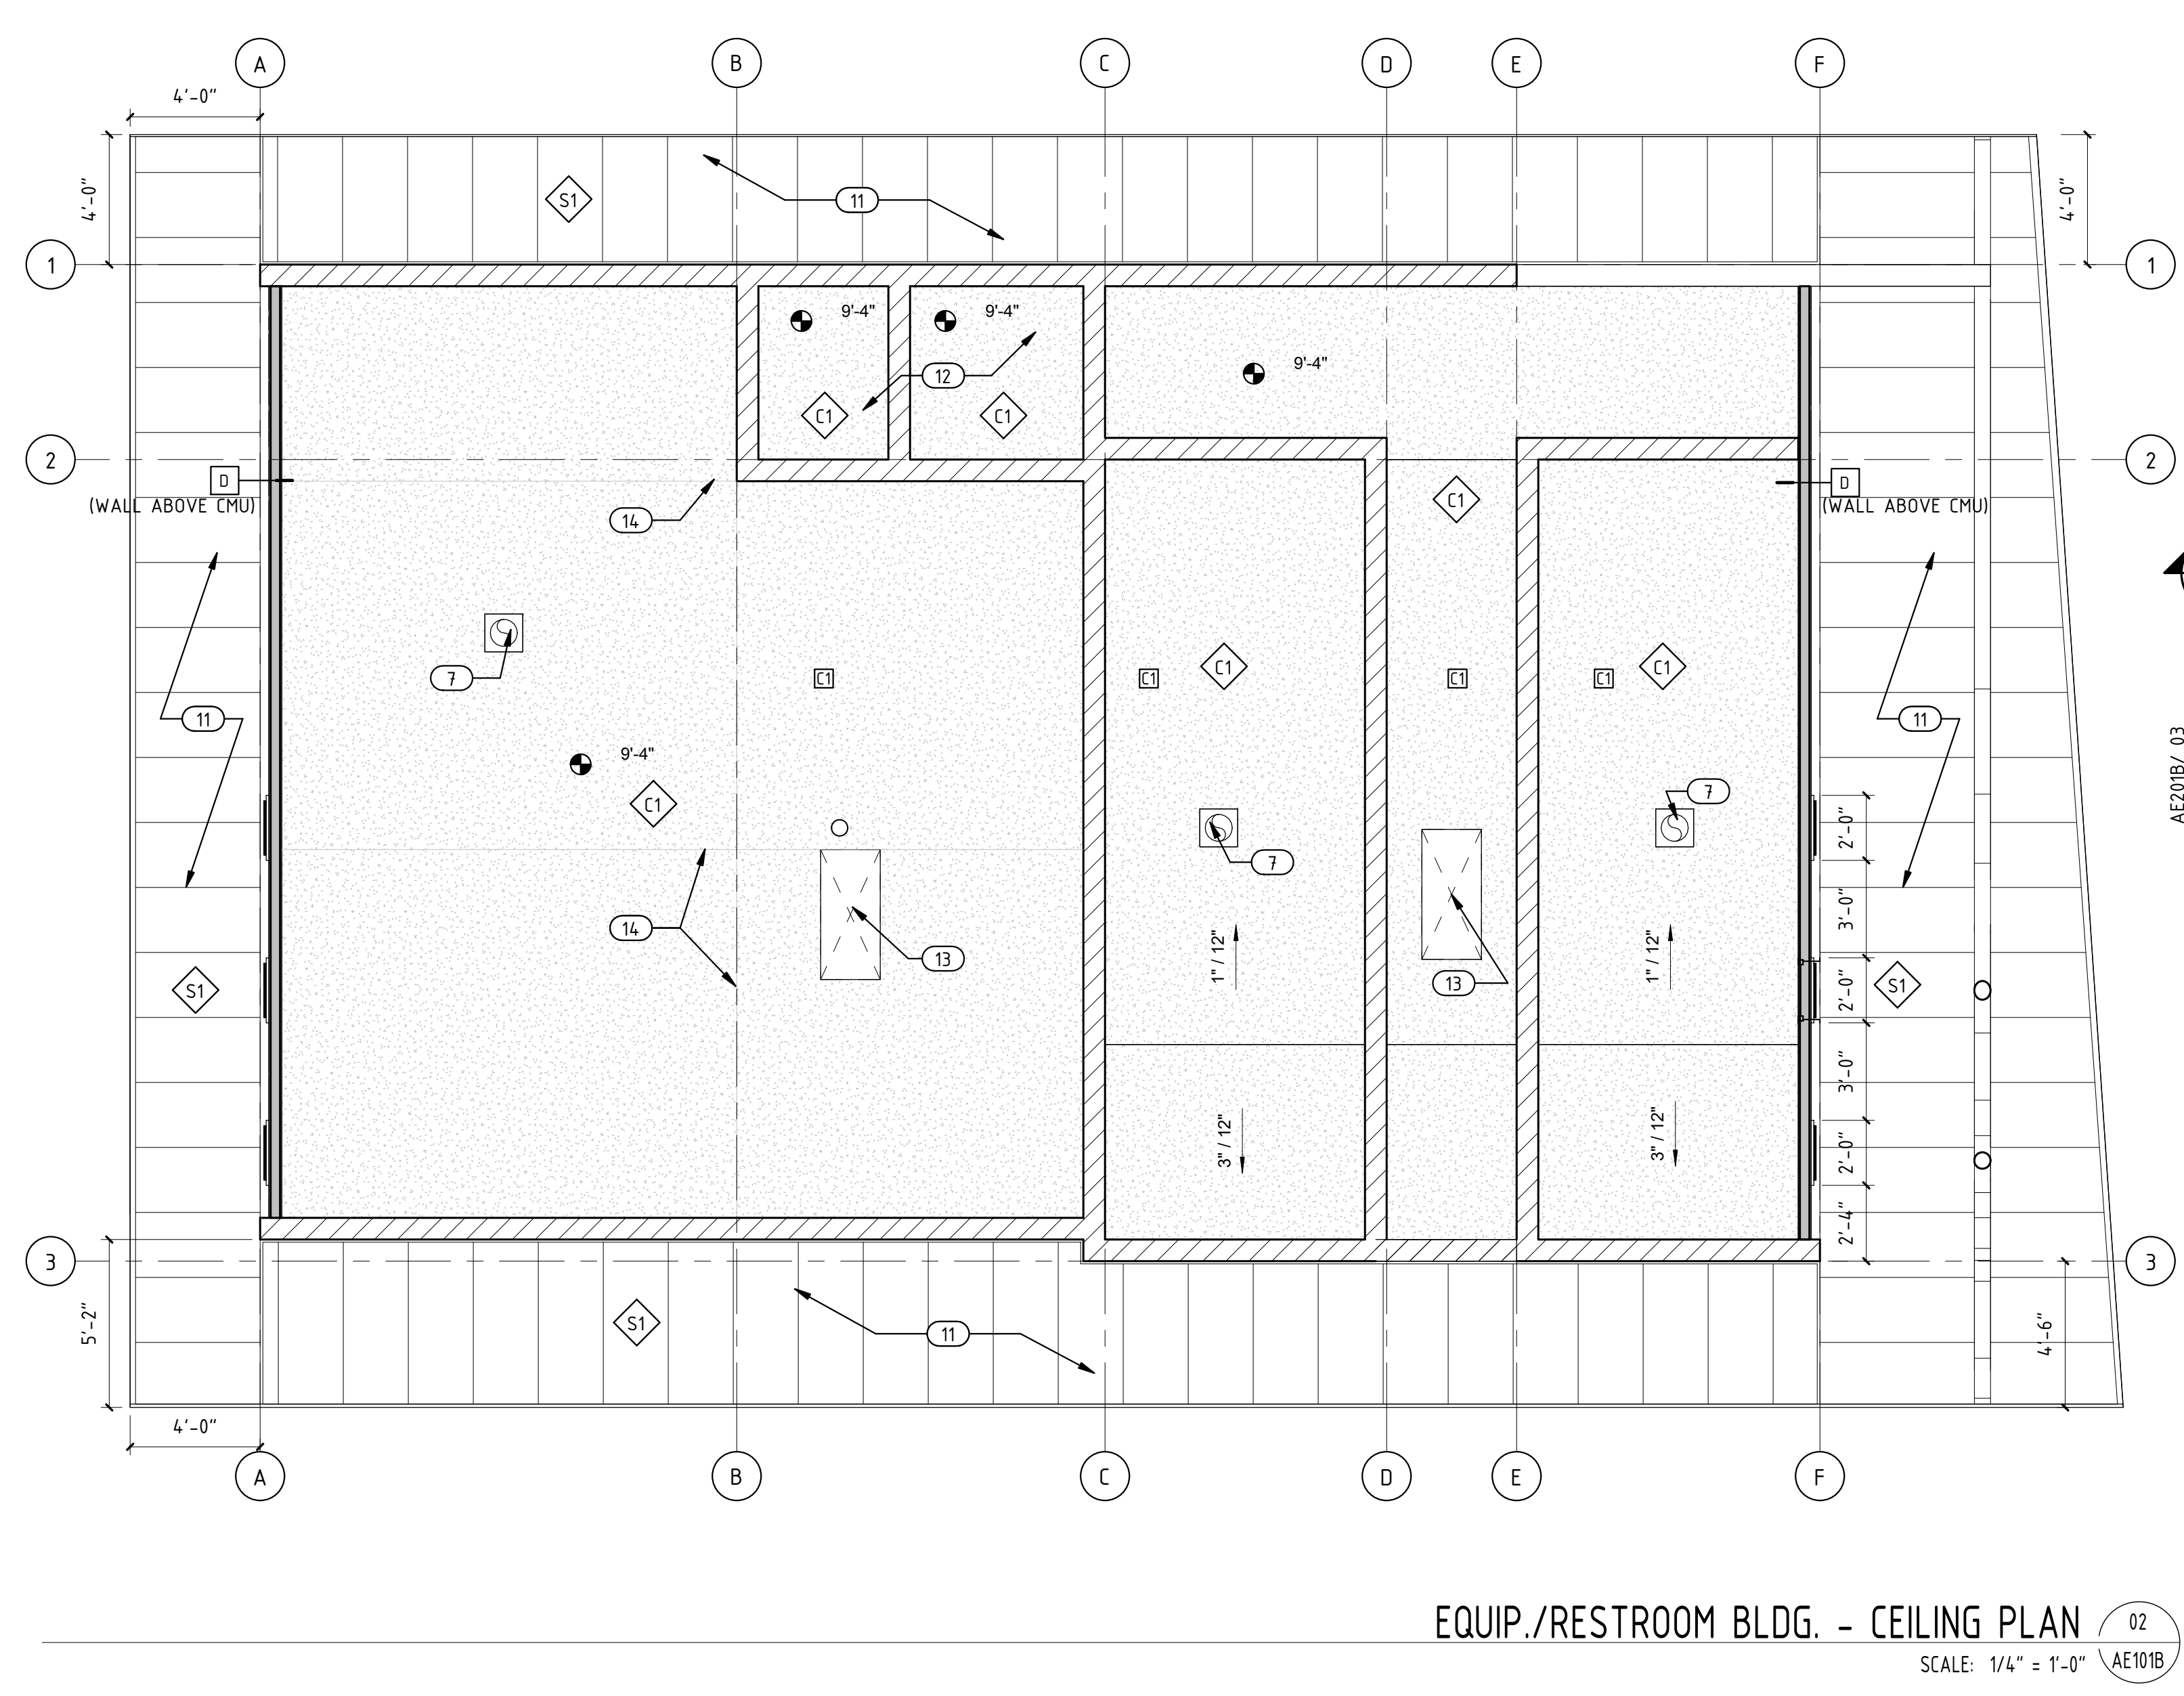 A B C D E F
4'-0"
4'-0" 4'-0"
S1 11
1 1
9'-4" 9'-4"
9'-4"
12
C1 C1
2 2
D D
(WALL ABOVE CMU) (WALL ABOVE CMU)
C1
14
C1 C1
7 C1 C1 C1 C1
11 11
9'-4"
AE201B/ 03
7
C1
2'-0"
7
3'-0"
14
13
1" / 12" 1" / 12"
13
S1 2'-0" S1
3'-0"
3" / 12" 3" / 12"
2'-0"
2'-4"
3 3
5'-2" S1 11 4'-6"
4'-0"
A B C D E F
EQUIP./RESTROOM BLDG. - CEILING PLAN 02
SCALE: 1/4" = 1'-0" AE101B